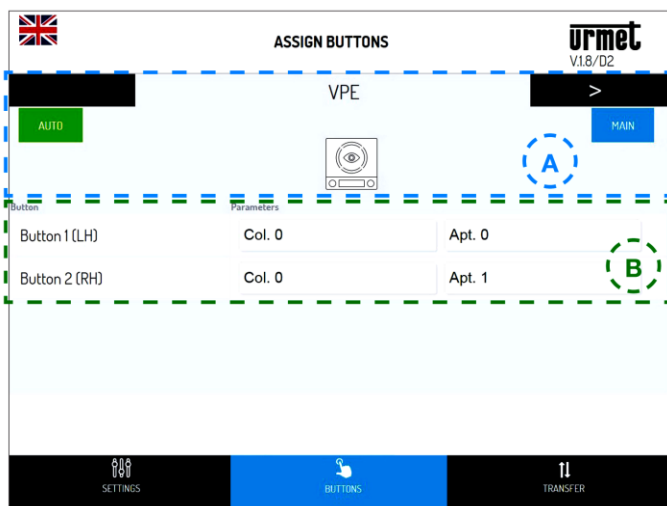 ASSIGN BUTTONS
urmet
V.1.8/D2
VPE
>
AUTO
MAIN
A
Button
Parameters
Button 1 (LH)
Col. 0
Apt. 0
Button 2 (RH)
Col. 0
Apt. 1
B
SETTINGS
BUTTONS
TRANSFER